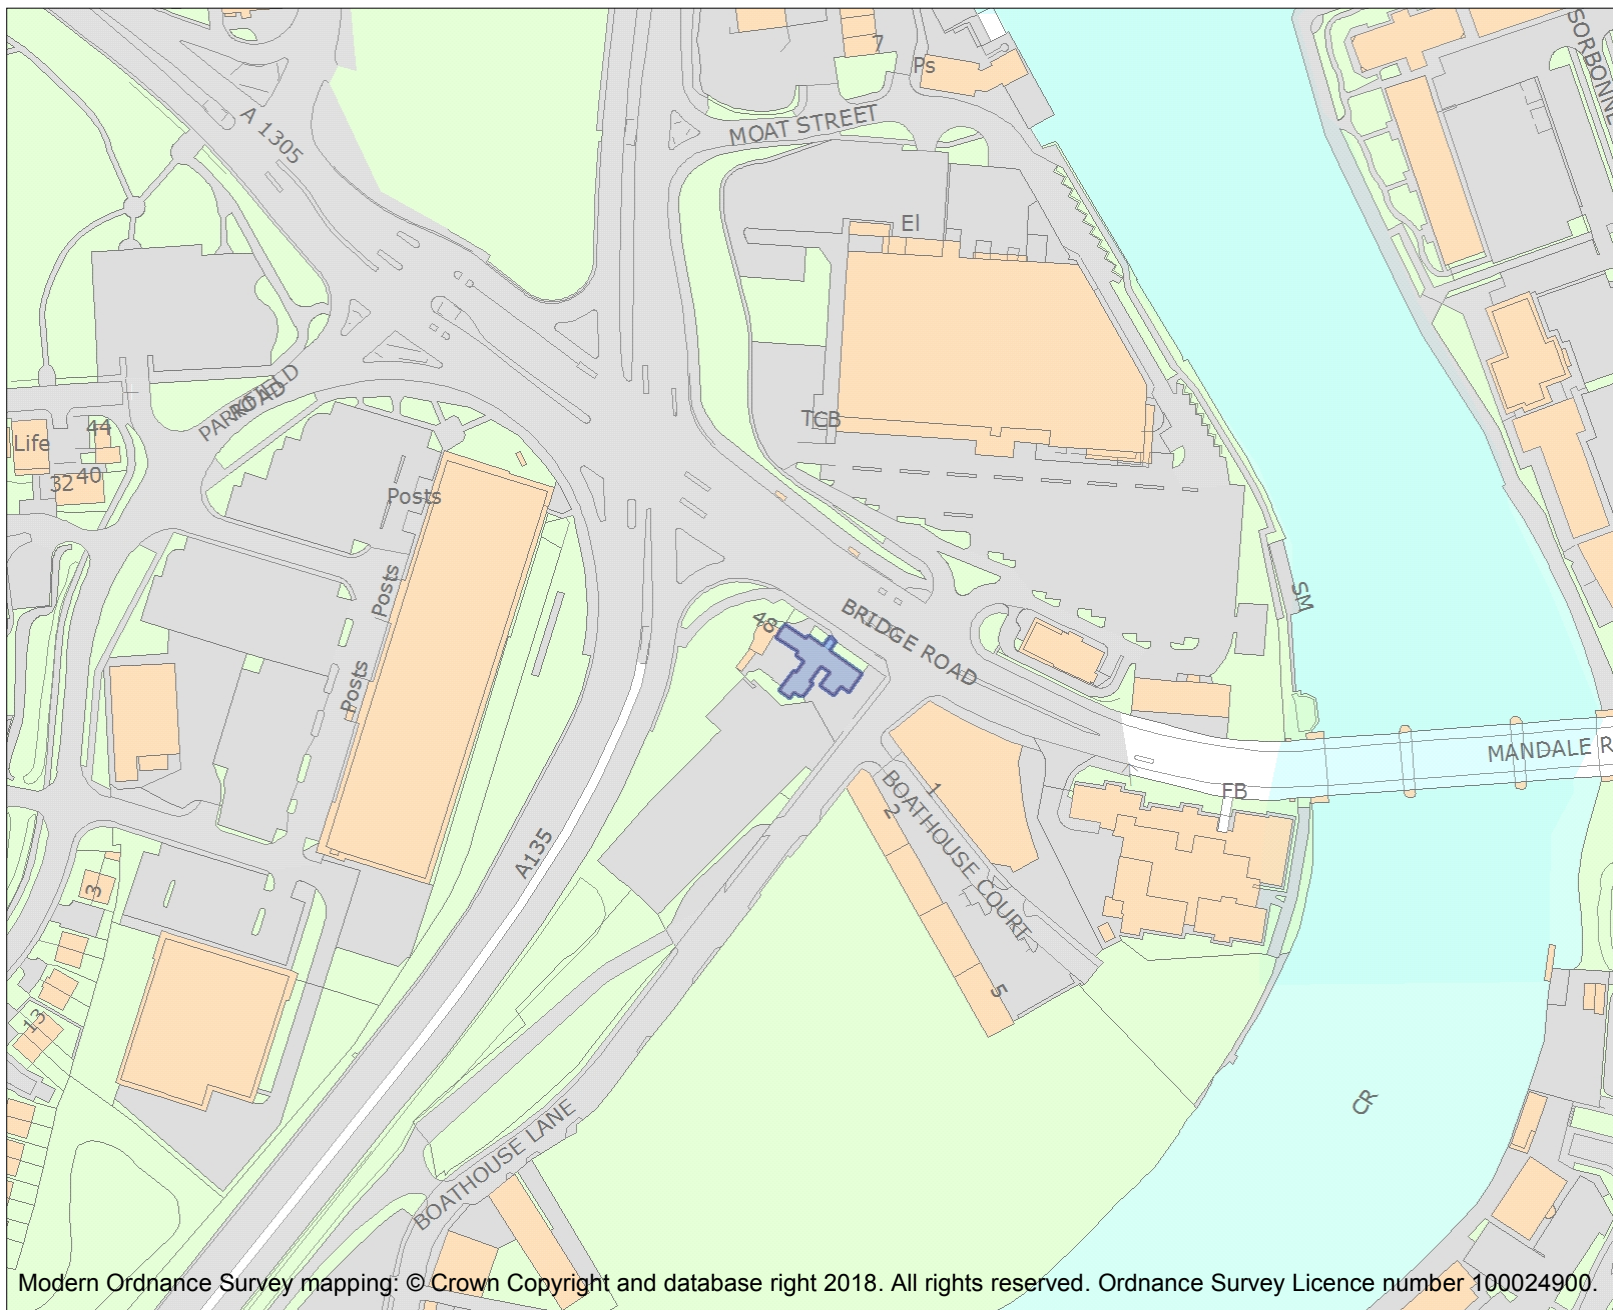 SORBONNE
7
Ps
MOAT STREET
A 1305
El
PARKFIELD
ROAD
TCB
44
Life
32
40
Posts
Posts
SM
48
BRIDGE ROAD
Posts
MANDALE R
FB
1
2
BOATHOUSE COURT
A135
3
5
13
CR
BOATHOUSE LANE
Modern Ordnance Survey mapping: © Crown Copyright and database right 2018. All rights reserved. Ordnance Survey Licence number 100024900.